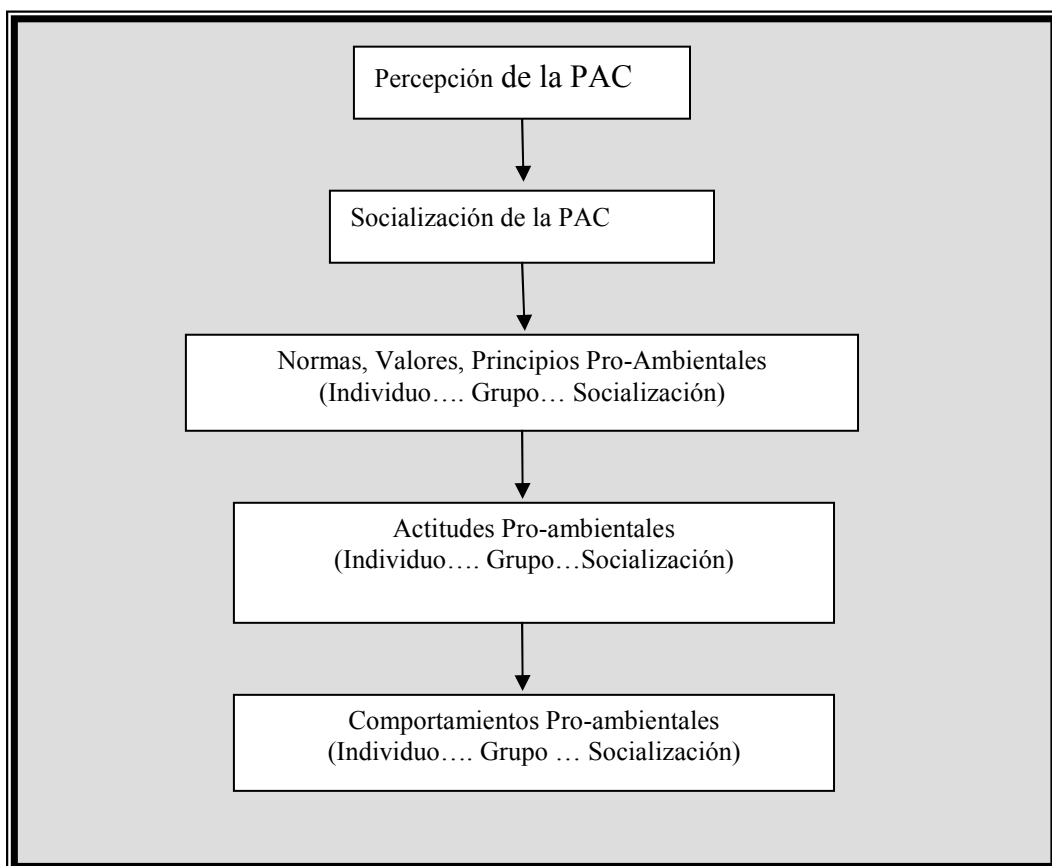 Percepción de la PAC
Socialización de la PAC
Normas, Valores, Principios Pro-Ambientales
(Individuo…. Grupo… Socialización)
Actitudes Pro-ambientales
(Individuo…. Grupo…Socialización)
Comportamientos Pro-ambientales
(Individuo…. Grupo … Socialización)